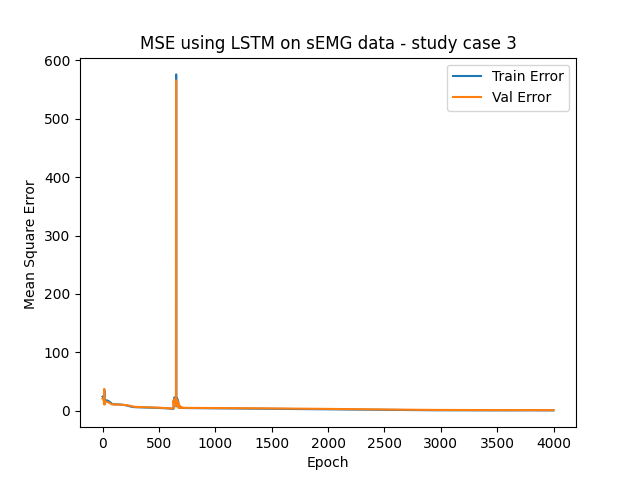 MSE using LSTM on sEMG data - study case 3
Train Error
Val Error
Mean Square Error
600
500
400
300
200
100
0
0 500 1000 1500 2000 2500 3000 3500 4000
Epoch